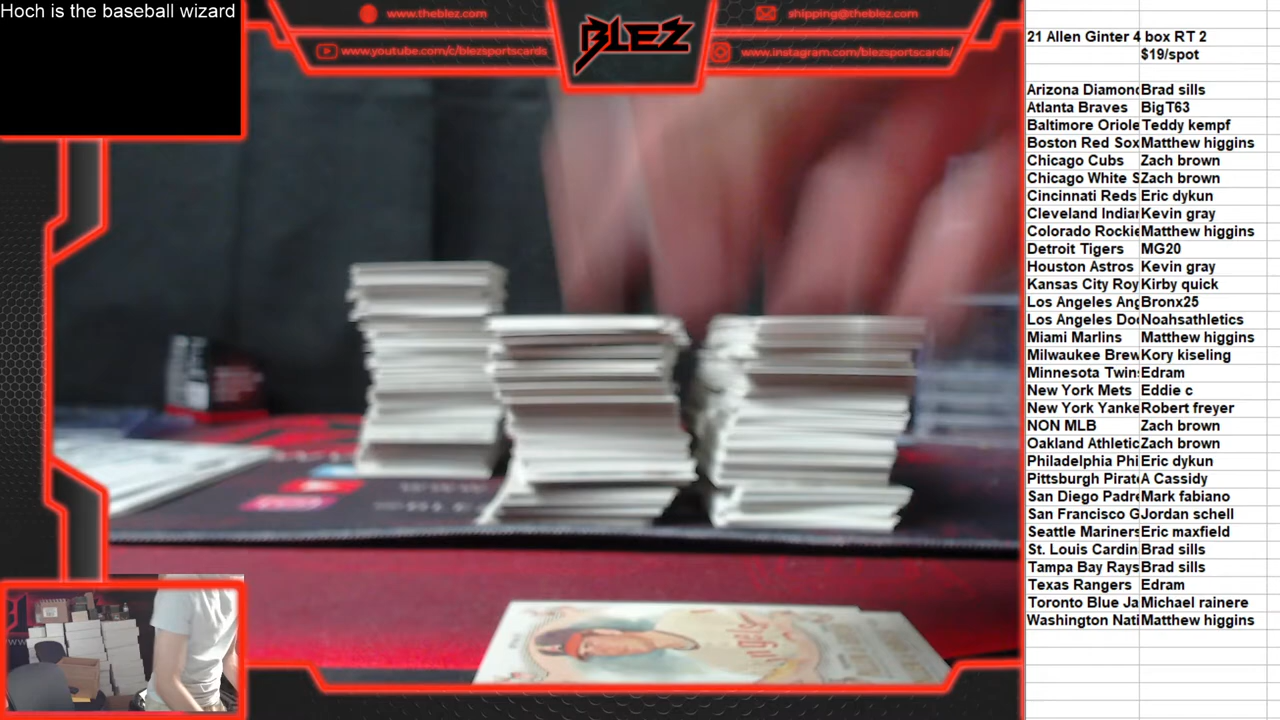 Hoch is the baseball wizard
www.theblez.com
shipping@theblez.com
BLEZ
www.youtube.com/c/blezsportscards
www.instagram.com/blezsportscards/
21 Allen Ginter 4 box RT 2
$19/spot
Arizona Diamond Brad sills
Atlanta Braves BigT63
Baltimore Oriole Teddy kempf
Boston Red Sox Matthew higgins
Chicago Cubs Zach brown
Chicago White S Zach brown
Cincinnati Reds Eric dykun
Cleveland Indian Kevin gray
Colorado Rockie Matthew higgins
Detroit Tigers MG20
Houston Astros Kevin gray
Kansas City Roy Kirby quick
Los Angeles Ang Bronx25
Los Angeles Dod Noahsathletics
Miami Marlins Matthew higgins
Milwaukee Brew Kory kiseling
Minnesota Twins Edram
New York Mets Eddie c
New York Yanke Robert freyer
NON MLB Zach brown
Oakland Athletic Zach brown
Philadelphia Phi Eric dykun
Pittsburgh Pirate A Cassidy
San Diego Padre Mark fabiano
San Francisco G Jordan schell
Seattle Mariners Eric maxfield
St. Louis Cardin Brad sills
Tampa Bay Rays Brad sills
Texas Rangers Edram
Toronto Blue Ja Michael rainere
Washington Nati Matthew higgins
Angels